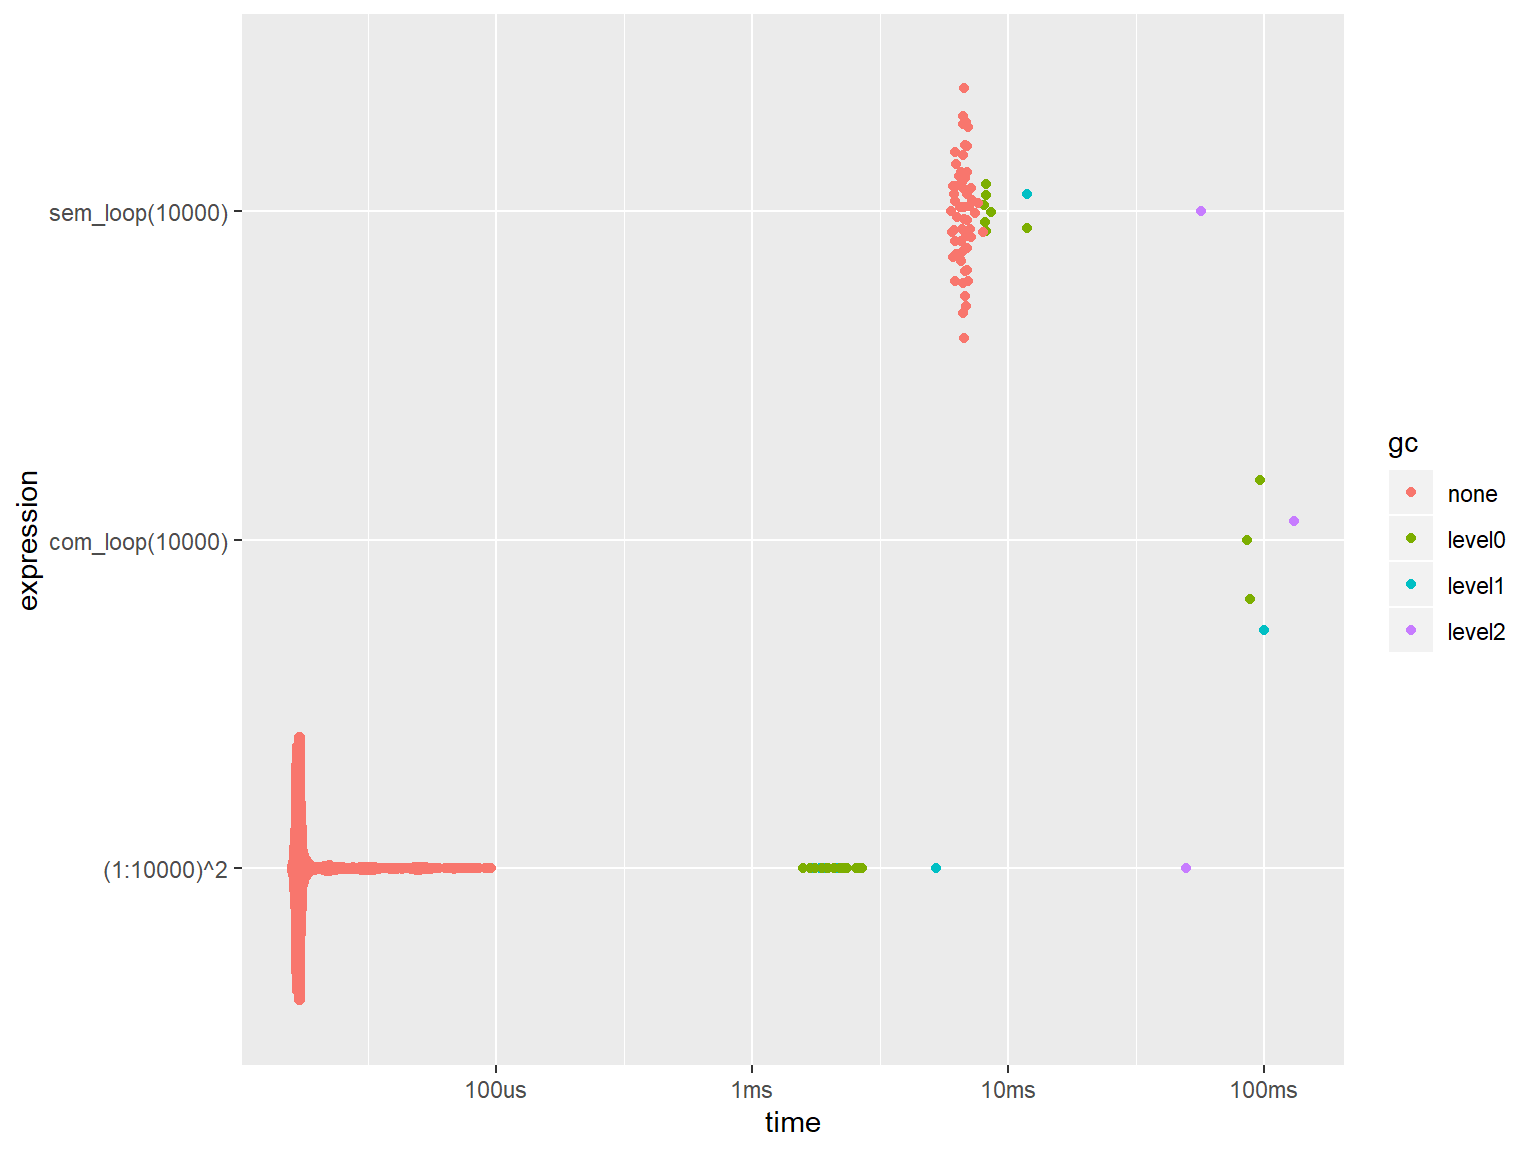 sem_loop(10000)
com_loop(10000)
(1:10000)^2
expression
100us
1ms
10ms
100ms
time
gc
none
level0
level1
level2